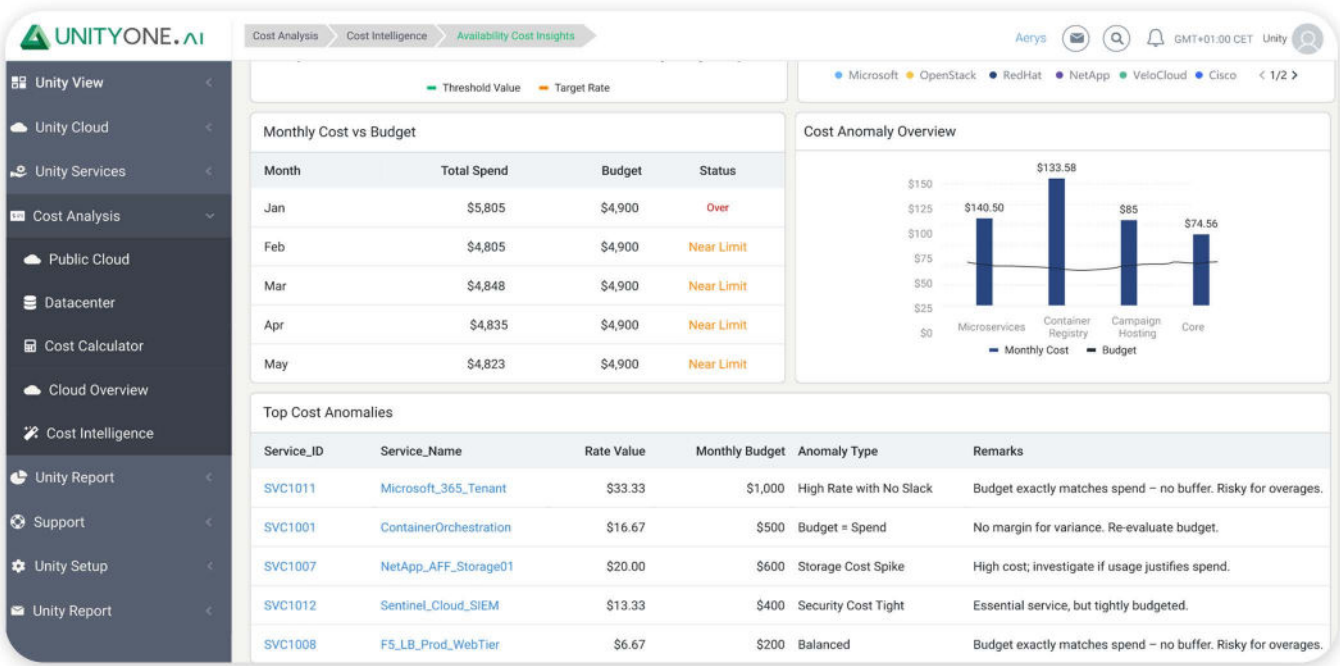 UNITYONE.AI
Cost Analysis Cost Intelligence Availability Cost Insights
Aerys GMT+01:00 CET Unity
Unity View
Unity Cloud
Unity Services
Cost Analysis
Public Cloud
Datacenter
Cost Calculator
Cloud Overview
Cost Intelligence
Unity Report
Support
Unity Setup
Unity Report
Threshold Value Target Rate
Microsoft OpenStack RedHat NetApp VeloCloud Cisco < 1/2 >
Monthly Cost vs Budget
Month Total Spend Budget Status
Jan $5,805 $4,900 Over
Feb $4,805 $4,900 Near Limit
Mar $4,848 $4,900 Near Limit
Apr $4,835 $4,900 Near Limit
May $4,823 $4,900 Near Limit
Cost Anomaly Overview
$150
$125
$100
$75
$50
$25
$0
$140.50
$133.58
$85
$74.56
Microservices
Container
Registry
Campaign
Hosting
Core
Monthly Cost Budget
Top Cost Anomalies
Service_ID Service_Name Rate Value Monthly Budget Anomaly Type Remarks
SVC1011 Microsoft_365_Tenant $33.33 $1,000 High Rate with No Slack Budget exactly matches spend – no buffer. Risky for overages.
SVC1001 ContainerOrchestration $16.67 $500 Budget = Spend No margin for variance. Re-evaluate budget.
SVC1007 NetApp_AFF_Storage01 $20.00 $600 Storage Cost Spike High cost; investigate if usage justifies spend.
SVC1012 Sentinel_Cloud_SIEM $13.33 $400 Security Cost Tight Essential service, but tightly budgeted.
SVC1008 F5_LB_Prod_WebTier $6.67 $200 Balanced Budget exactly matches spend – no buffer. Risky for overages.